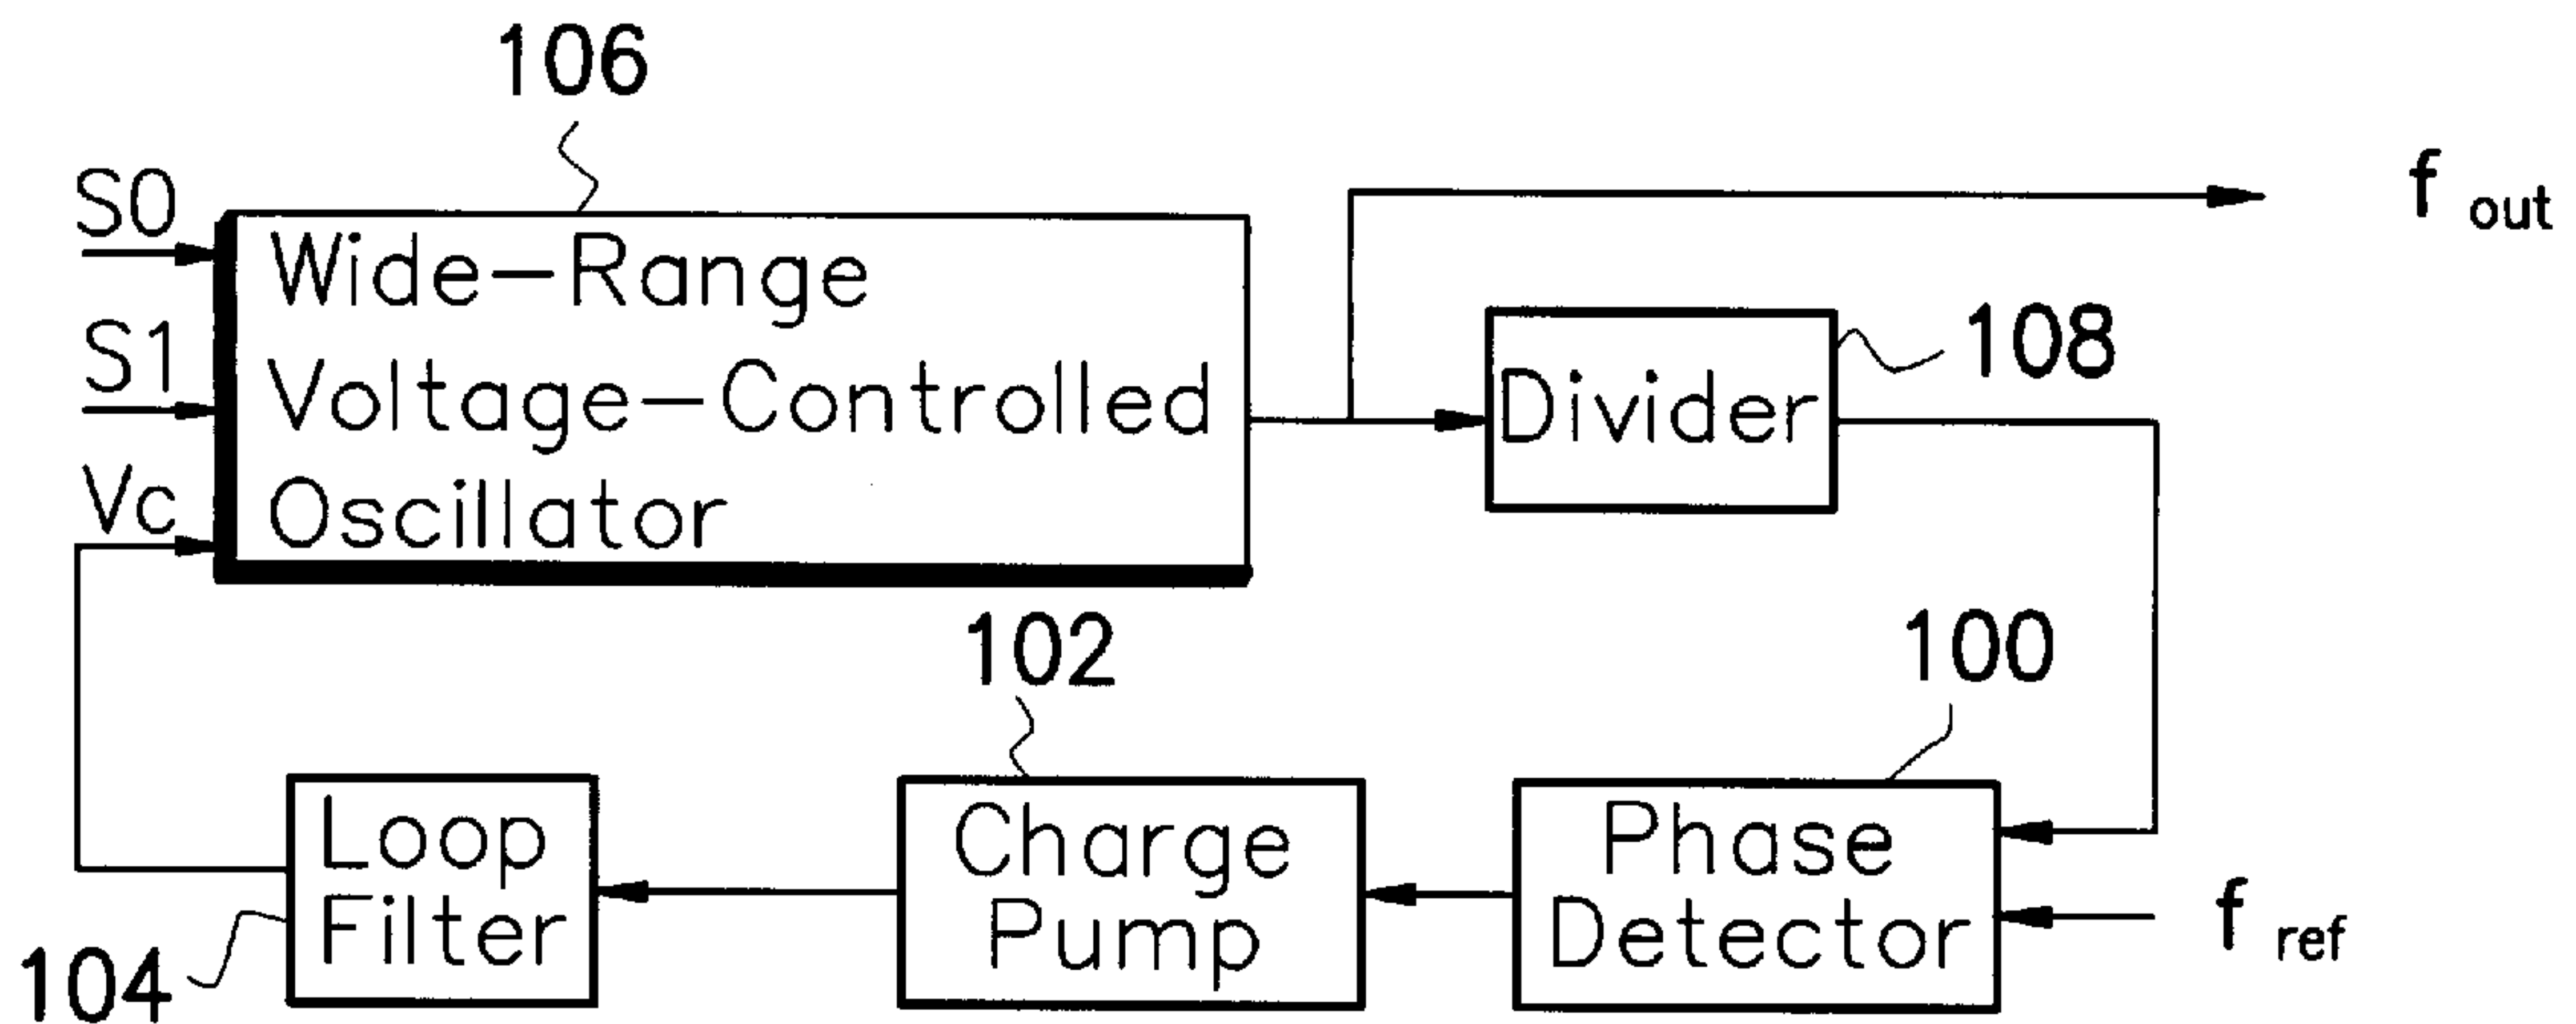 106
S0
S1
Vc
Wide-Range
Voltage-Controlled
Oscillator
f out
Divider
108
102
100
Loop
Filter
104
Charge
Pump
Phase
Detector
f ref